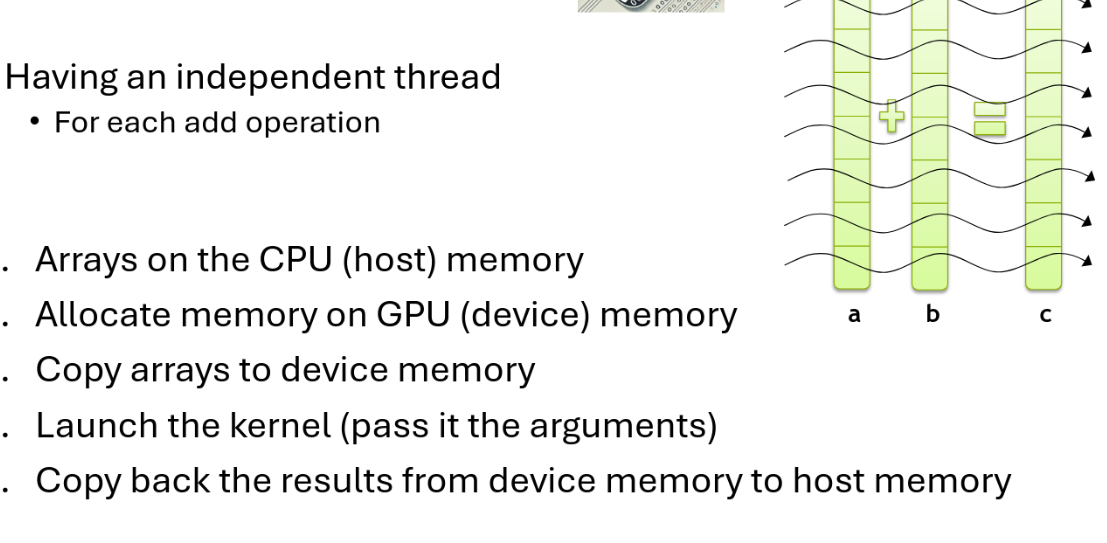 Having an independent thread
• For each add operation
. Arrays on the CPU (host) memory
. Allocate memory on GPU (device) memory
. Copy arrays to device memory
. Launch the kernel (pass it the arguments)
. Copy back the results from device memory to host memory
a b c